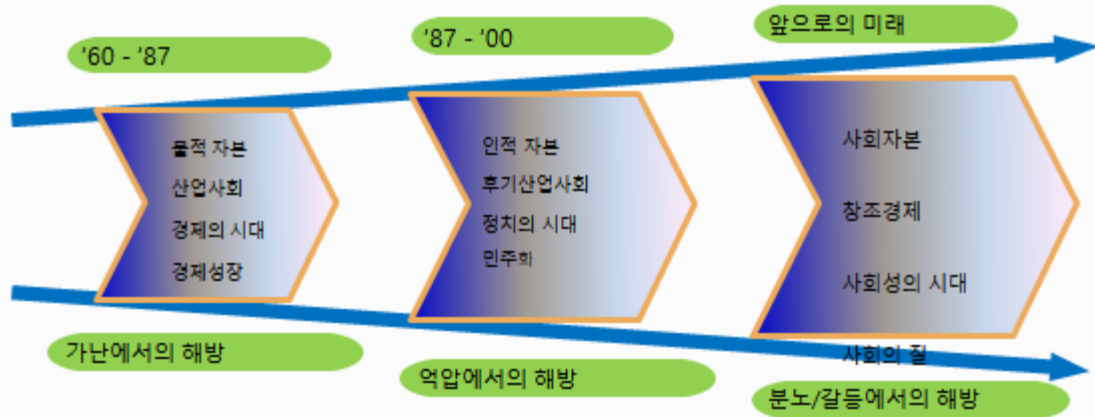 '60 - '87
'87 - '00
앞으로의 미래
물적 자본
산업사회
경제의 시대
경제성장
인적 자본
후기산업사회
정치의 시대
민주화
사회자본
창조경제
사회성의 시대
사회의 질
가난에서의 해방
억압에서의 해방
분노/갈등에서의 해방